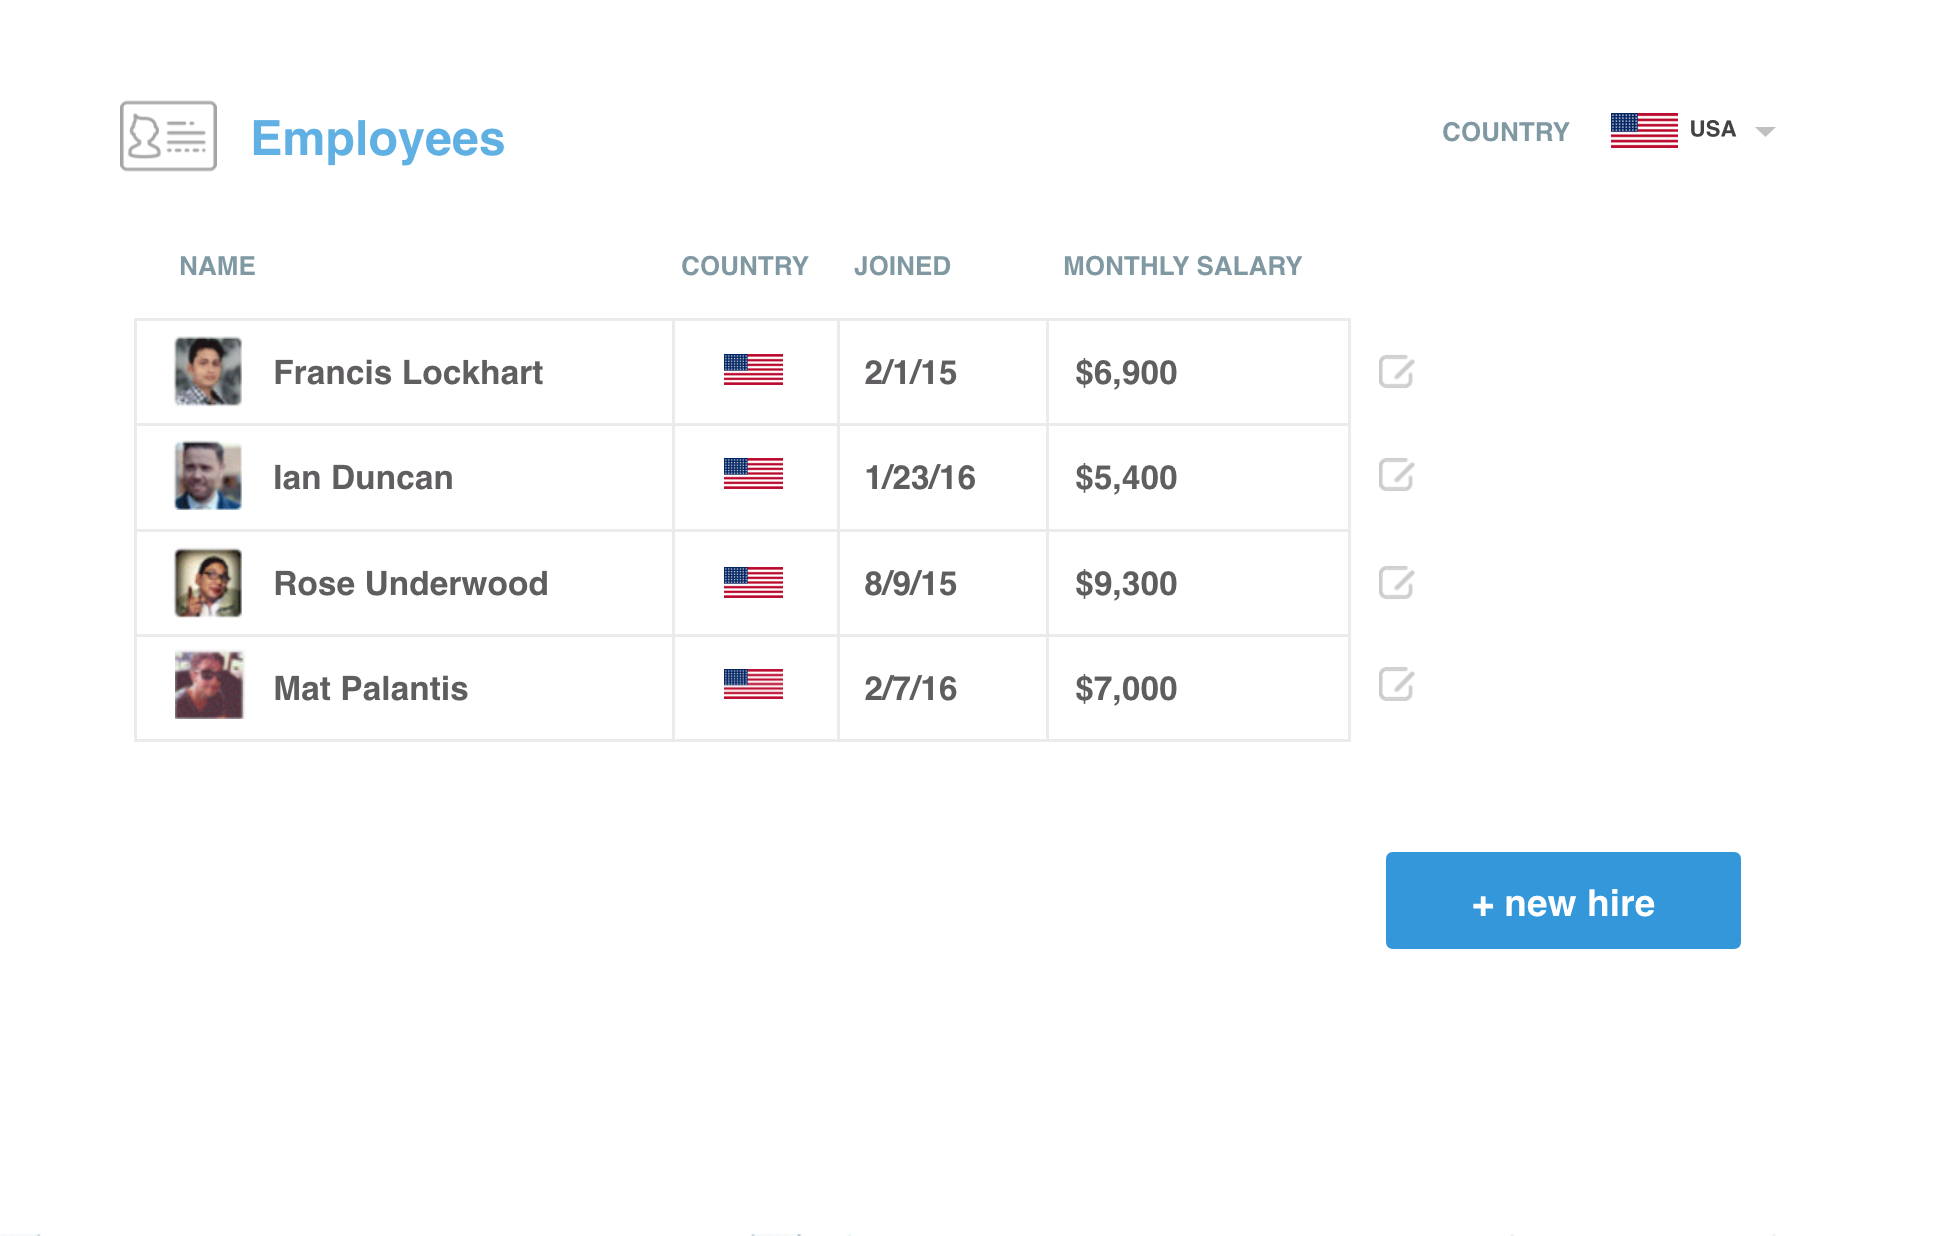 Employees
COUNTRY USA
NAME COUNTRY JOINED MONTHLY SALARY
Francis Lockhart 2/1/15 $6,900
Ian Duncan 1/23/16 $5,400
Rose Underwood 8/9/15 $9,300
Mat Palantis 2/7/16 $7,000
+ new hire